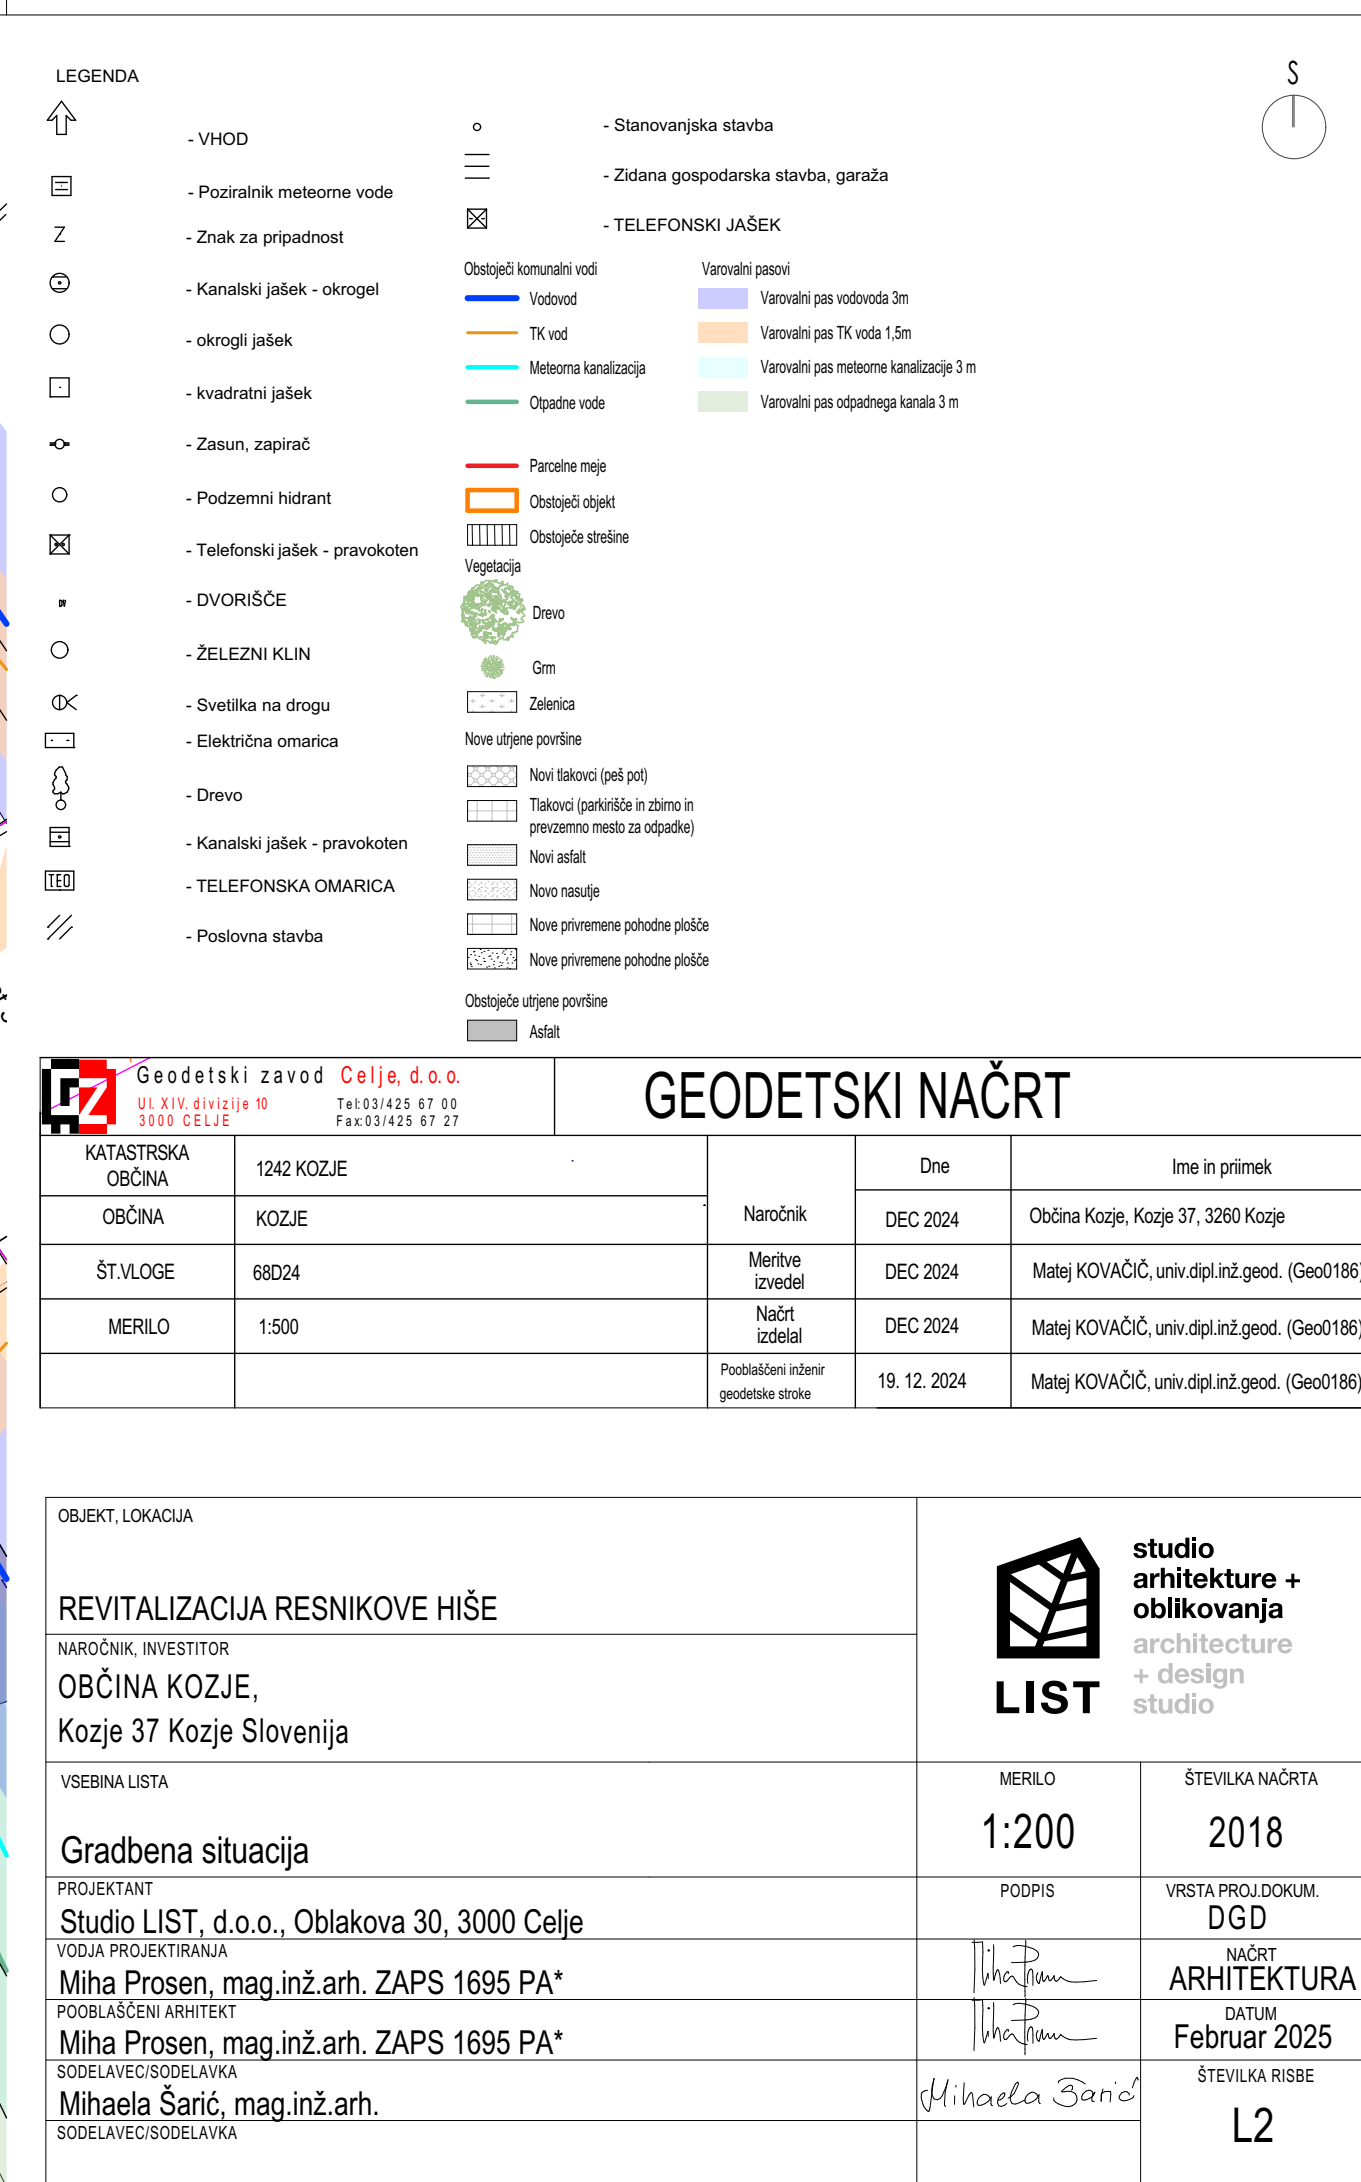 S
LEGENDA
- VHOD
- Poziralnik meteorne vode
Z
- Znak za pripadnost
- Kanalski jašek - okrogel
- okrogli jašek
- kvadratni jašek
- Zasun, zapirač
- Podzemni hidrant
- Telefonski jašek - pravokoten
DV
- DVORIŠČE
- ŽELEZNI KLIN
- Svetilka na drogu
- Električna omarica
- Drevo
- Kanalski jašek - pravokoten
TEO
- TELEFONSKA OMARICA
- Poslovna stavba
- Stanovanjska stavba
- Zidana gospodarska stavba, garaža
- TELEFONSKI JAŠEK
Obstoječi komunalni vodi
Vodovod
TK vod
Meteorna kanalizacija
Otpadne vode
Varovalni pasovi
Varovalni pas vodovoda 3m
Varovalni pas TK voda 1,5m
Varovalni pas meteorne kanalizacije 3 m
Varovalni pas odpadnega kanala 3 m
Parcelne meje
Obstoječi objekt
Obstoječe strešine
Vegetacija
Drevo
Grm
Zelenica
Nove utrjene površine
Novi tlakovci (peš pot)
Tlakovci (parkirišče in zbirno in
prevzemno mesto za odpadke)
Novi asfalt
Novo nasutje
Nove privremene pohodne plošče
Nove privremene pohodne plošče
Obstoječe utrjene površine
Asfalt
Geodetski zavod Celje, d.o.o.
Ul. XIV. divizije 10 Tel:03/425 67 00
3000 CELJE Fax:03/425 67 27
GEODETSKI NAČRT
KATASTRSKA
OBČINA
1242 KOZJE
OBČINA
KOZJE
ŠT.VLOGE
68D24
MERILO
1:500
Dne
Ime in priimek
Naročnik
DEC 2024
Občina Kozje, Kozje 37, 3260 Kozje
Meritve
izvedel
DEC 2024
Matej KOVAČIČ, univ.dipl.inž.geod. (Geo0186)
Načrt
izdelal
DEC 2024
Matej KOVAČIČ, univ.dipl.inž.geod. (Geo0186)
Pooblaščeni inženir
geodetske stroke
19. 12. 2024
Matej KOVAČIČ, univ.dipl.inž.geod. (Geo0186)
OBJEKT, LOKACIJA
REVITALIZACIJA RESNIKOVE HIŠE
NAROČNIK, INVESTITOR
OBČINA KOZJE,
Kozje 37 Kozje Slovenija
LIST
studio
arhitekture +
oblikovanja
architecture
+ design
studio
VSEBINA LISTA
Gradbena situacija
MERILO
1:200
ŠTEVILKA NAČRTA
2018
PROJEKTANT
Studio LIST, d.o.o., Oblakova 30, 3000 Celje
PODPIS
VRSTA PROJ.DOKUM.
DGD
VODJA PROJEKTIRANJA
Miha Prosen, mag.inž.arh. ZAPS 1695 PA*
NAČRT
ARHITEKTURA
POOBLAŠČENI ARHITEKT
Miha Prosen, mag.inž.arh. ZAPS 1695 PA*
DATUM
Februar 2025
SODELAVEC/SODELAVKA
Mihaela Šarić, mag.inž.arh.
Mihaela Šarić
ŠTEVILKA RISBE
L2
SODELAVEC/SODELAVKA